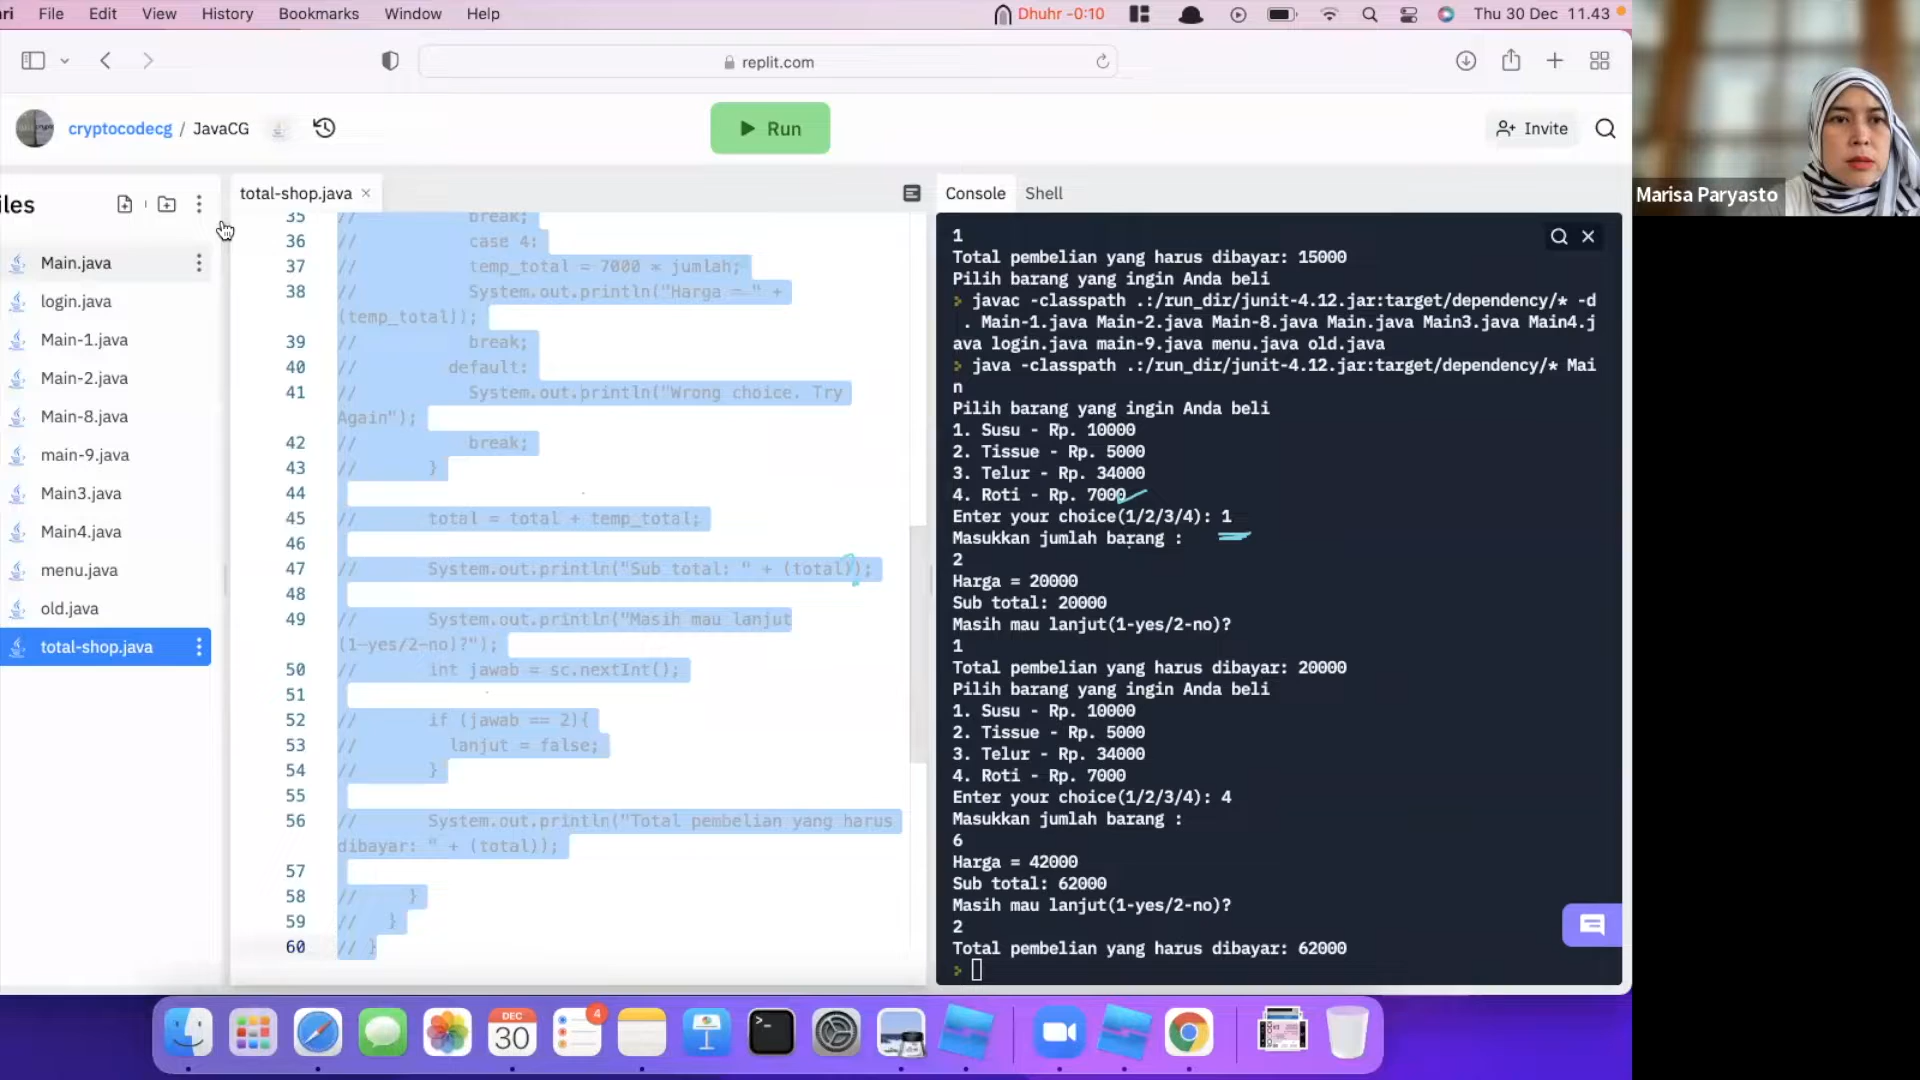 ri File Edit View History Bookmarks Window Help Dhuhr -0:10 Thu 30 Dec 11.43
replit.com
cryptocodecg / JavaCG Run Invite
Marisa Paryasto
iles
Main.java
login.java
Main-1.java
Main-2.java
Main-8.java
main-9.java
Main3.java
Main4.java
menu.java
old.java
total-shop.java
total-shop.java
35 // break;
36 // case 4:
37 // temp_total = 7000 * jumlah;
38 // System.out.println("Harga = " +
(temp_total));
39 // break;
40 // default:
41 // System.out.println("Wrong choice. Try
Again");
42 // break;
43 // }
44
45 // total = total + temp_total;
46
47 // System.out.println("Sub total: " + (total));
48
49 // System.out.println("Masih mau lanjut
(1-yes/2-no)?");
50 // int jawab = sc.nextInt();
51
52 // if (jawab == 2){
53 // lanjut = false;
54 // }
55
56 // System.out.println("Total pembelian yang harus
dibayar: " + (total));
57
58 // }
59 // }
60 // }
Console Shell
1
Total pembelian yang harus dibayar: 15000
Pilih barang yang ingin Anda beli
javac -classpath .:/run_dir/junit-4.12.jar:target/dependency/* -d
. Main-1.java Main-2.java Main-8.java Main.java Main3.java Main4.j
ava login.java main-9.java menu.java old.java
java -classpath .:/run_dir/junit-4.12.jar:target/dependency/* Mai
n
Pilih barang yang ingin Anda beli
1. Susu - Rp. 10000
2. Tissue - Rp. 5000
3. Telur - Rp. 34000
4. Roti - Rp. 7000
Enter your choice(1/2/3/4): 1
Masukkan jumlah barang :
2
Harga = 20000
Sub total: 20000
Masih mau lanjut(1-yes/2-no)?
1
Total pembelian yang harus dibayar: 20000
Pilih barang yang ingin Anda beli
1. Susu - Rp. 10000
2. Tissue - Rp. 5000
3. Telur - Rp. 34000
4. Roti - Rp. 7000
Enter your choice(1/2/3/4): 4
Masukkan jumlah barang :
6
Harga = 42000
Sub total: 62000
Masih mau lanjut(1-yes/2-no)?
2
Total pembelian yang harus dibayar: 62000
DEC
30
4